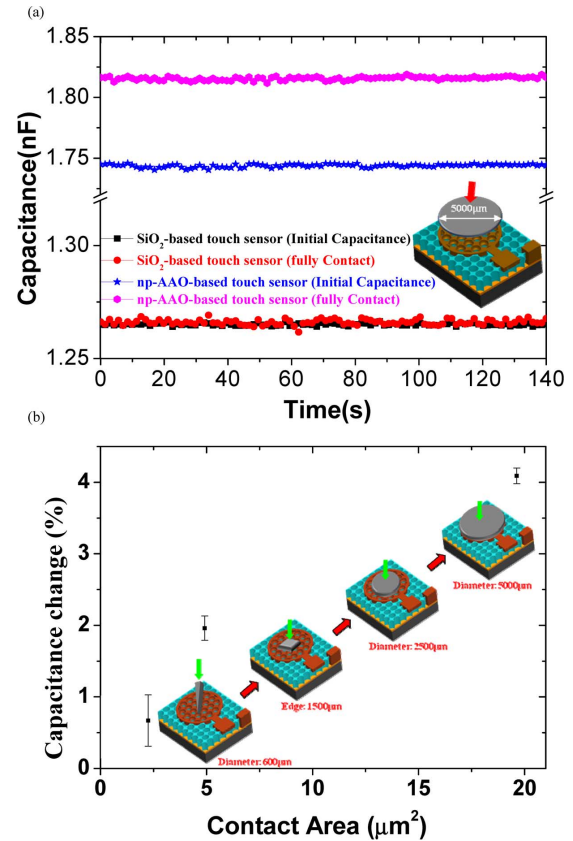 (a)
1.85
1.80
1.75
1.30
1.25
Capacitance(nF)
5000μm
SiO2-based touch sensor (Initial Capacitance)
SiO2-based touch sensor (fully Contact)
np-AAO-based touch sensor (Initial Capacitance)
np-AAO-based touch sensor (fully Contact)
0 20 40 60 80 100 120 140
Time(s)
(b)
4
3
2
1
0
Capacitance change (%)
Diameter: 5000μm
Diameter: 2500μm
Edge: 1500μm
Diameter: 600μm
0 5 10 15 20
Contact Area (μm²)